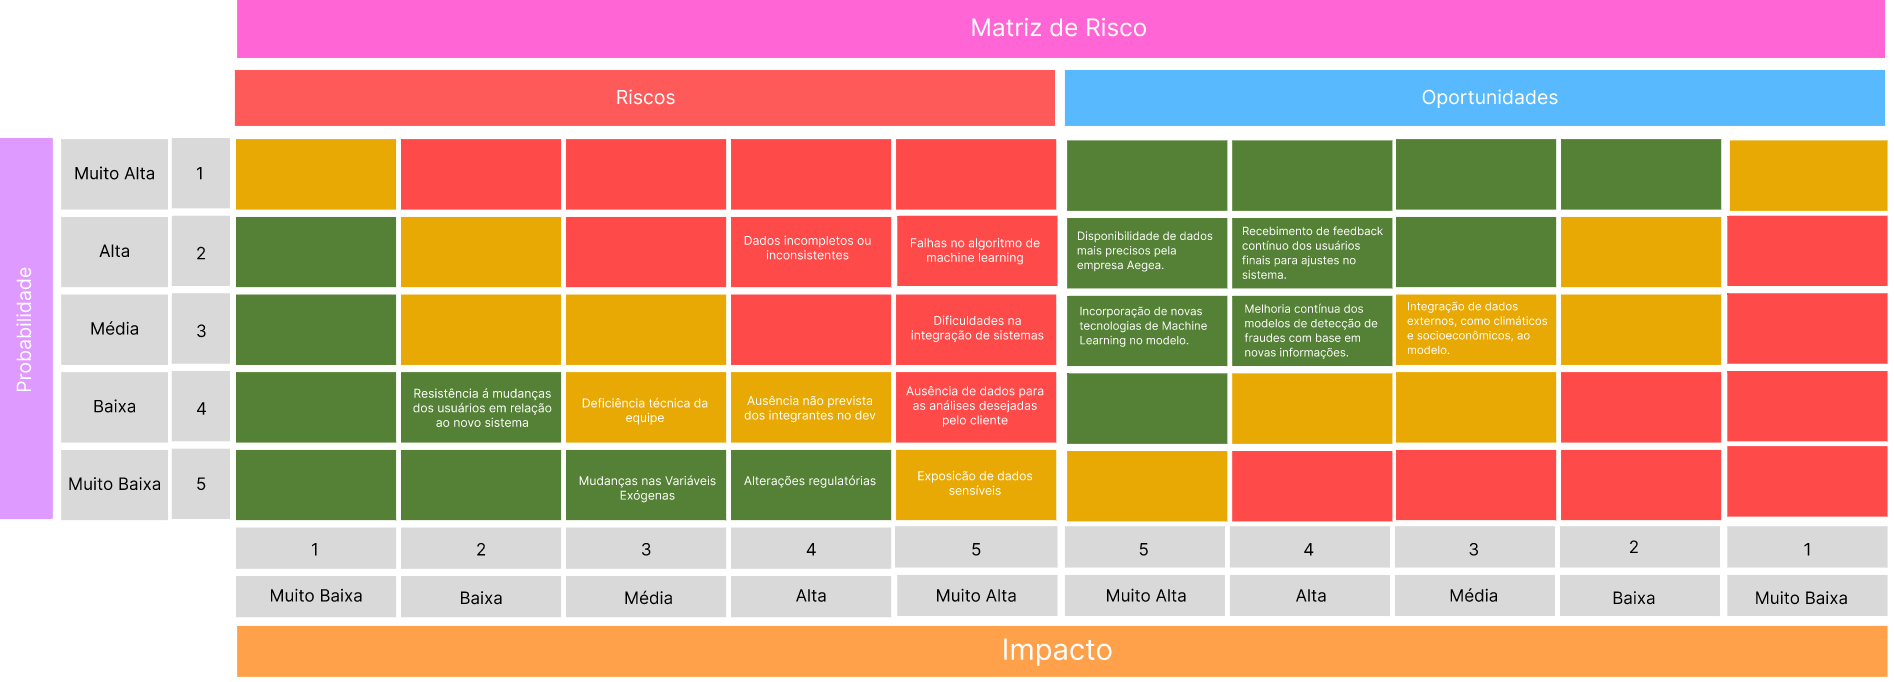 Matriz de Risco
Riscos
Oportunidades
Probabilidade
Muito Alta
1
Alta
2
Dados incompletos ou
inconsistentes
Falhas no algoritmo de
machine learning
Disponibilidade de dados
mais precisos pela
empresa Aegea.
Recebimento de feedback
contínuo dos usuários
finais para ajustes no
sistema.
Média
3
Dificuldades na
integração de sistemas
Incorporação de novas
tecnologias de Machine
Learning no modelo.
Melhoria contínua dos
modelos de detecção de
fraudes com base em
novas informações.
Integração de dados
externos, como climáticos
e socioeconômicos, ao
modelo.
Baixa
4
Resistência á mudanças
dos usuários em relação
ao novo sistema
Deficiência técnica da
equipe
Ausência não prevista
dos integrantes no dev
Ausência de dados para
as análises desejadas
pelo cliente
Muito Baixa
5
Mudanças nas Variáveis
Exógenas
Alterações regulatórias
Exposicão de dados
sensíveis
1
2
3
4
5
5
4
3
2
1
Muito Baixa
Baixa
Média
Alta
Muito Alta
Muito Alta
Alta
Média
Baixa
Muito Baixa
Impacto